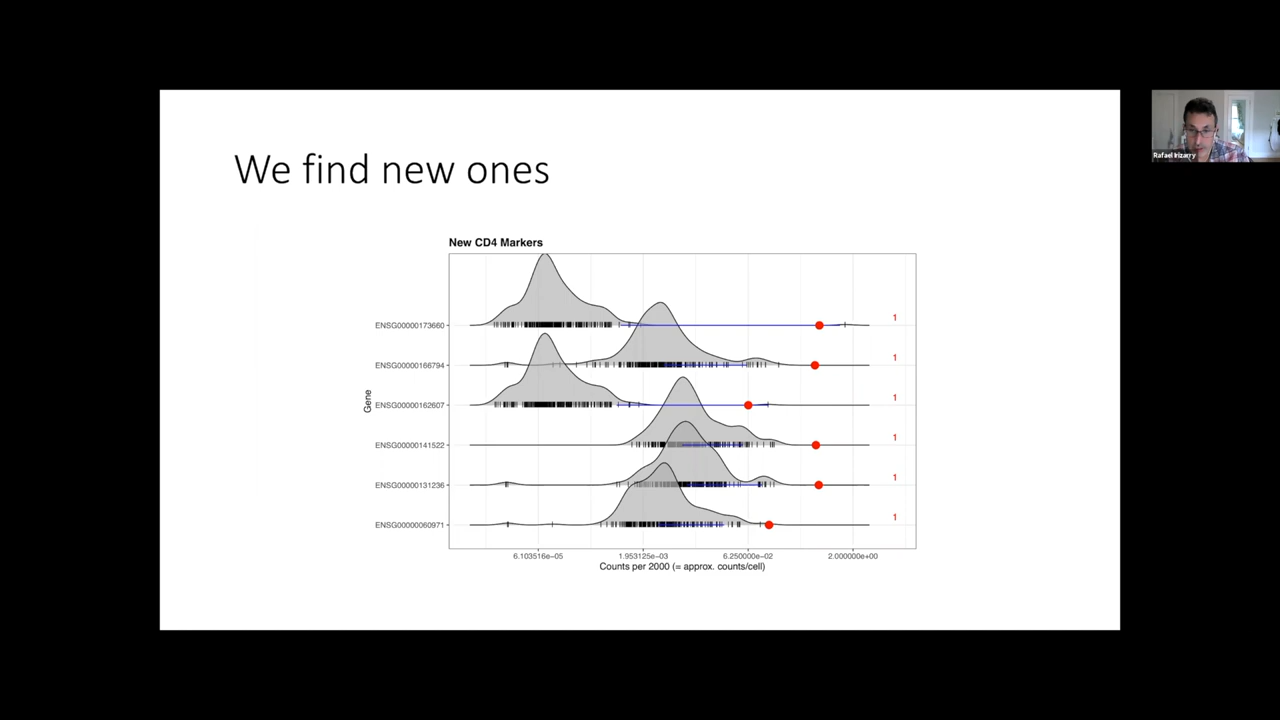 We find new ones
Rafael Irizarry
New CD4 Markers
ENSG00000173660
1
ENSG00000166794
1
ENSG00000162607
1
ENSG00000141522
1
ENSG00000131236
1
ENSG00000060971
1
Gene
6.103516e−05
1.953125e−03
6.250000e−02
2.000000e+00
Counts per 2000 (= approx. counts/cell)